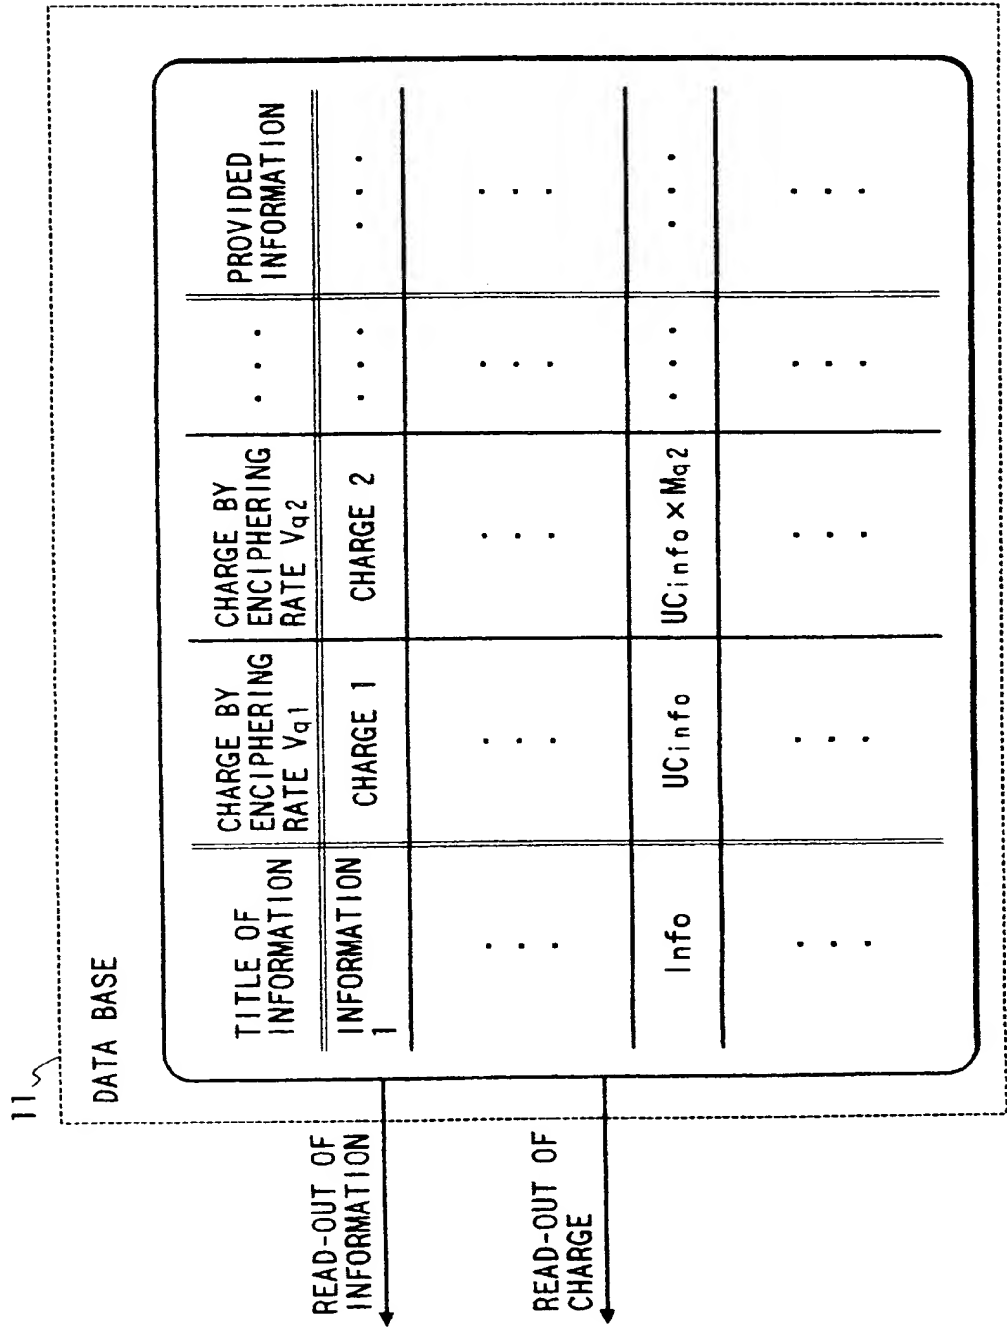 11
DATA BASE
TITLE OF
INFORMATION
CHARGE BY
ENCIPHERING
RATE Vq1
CHARGE BY
ENCIPHERING
RATE Vq2
. . .
PROVIDED
INFORMATION
INFORMATION
1
CHARGE 1
CHARGE 2
. . .
. . .
. . .
. . .
. . .
. . .
. . .
Info
UCinfo
UCinfo×Mq2
. . .
. . .
. . .
. . .
. . .
. . .
. . .
READ-OUT OF
INFORMATION
READ-OUT OF
CHARGE